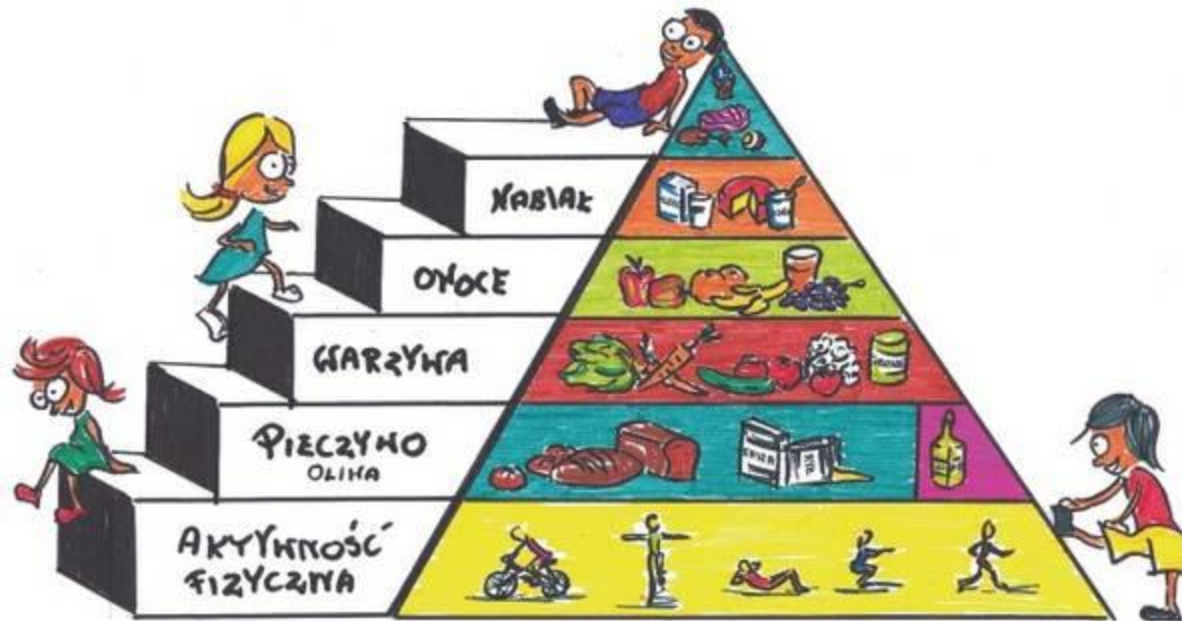 NABIAŁ
OWOCE
WARZYWA
PIECZYWO
OLIWA
AKTYWNOŚĆ
FIZYCZNA